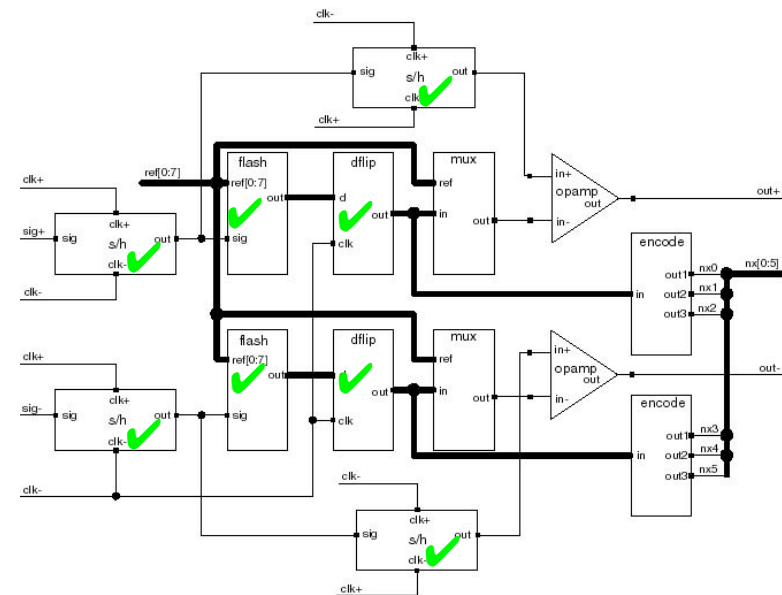 clk-
clk+
sig
s/h
out
clk-
clk+
flash
dflip
mux
ref[0:7]
ref[0:7]
ref
in+
opamp
out
out+
clk+
out
d
out
in
out
in-
sig+
sig
clk+
s/h
out
clk-
sig
clk
encode
clk-
out1
nx0
nx[0:5]
in
out2
nx1
out3
nx2
flash
dflip
mux
clk+
ref[0:7]
ref
in+
opamp
out
out-
out
out
in
out
in-
sig-
sig
clk+
s/h
out
clk-
sig
clk
encode
out1
nx3
in
out2
nx4
out3
nx5
clk-
clk-
clk+
sig
s/h
out
clk-
clk+